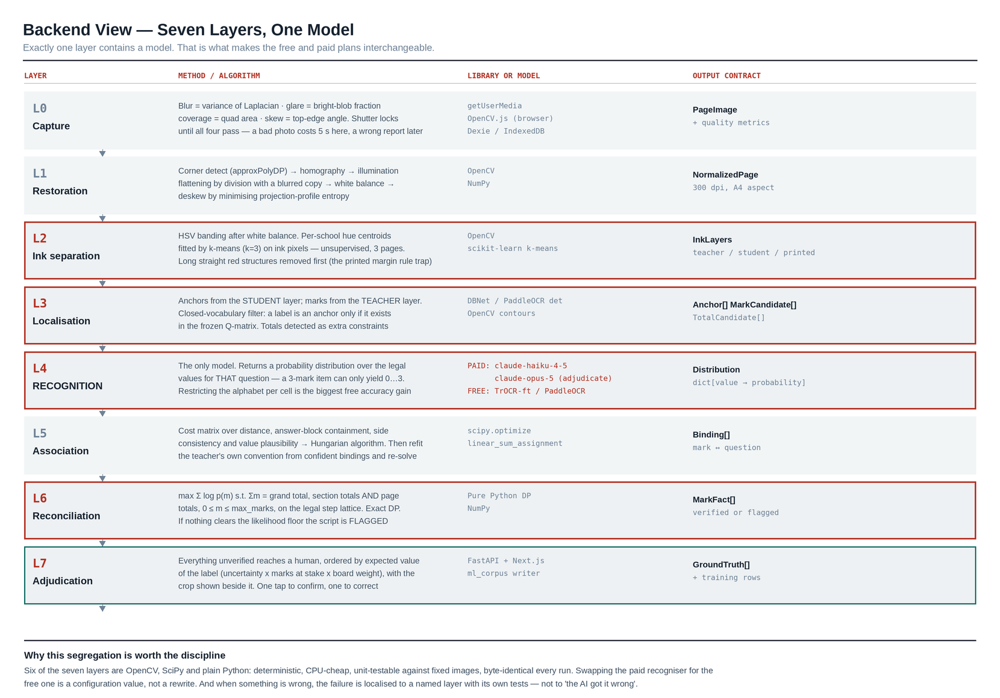 Backend View — Seven Layers, One Model
Exactly one layer contains a model. That is what makes the free and paid plans interchangeable.
LAYER METHOD / ALGORITHM LIBRARY OR MODEL OUTPUT CONTRACT
L0
Capture
Blur = variance of Laplacian · glare = bright-blob fraction
coverage = quad area · skew = top-edge angle. Shutter locks
until all four pass — a bad photo costs 5 s here, a wrong report later
getUserMedia
OpenCV.js (browser)
Dexie / IndexedDB
PageImage
+ quality metrics
L1
Restoration
Corner detect (approxPolyDP) → homography → illumination
flattening by division with a blurred copy → white balance →
deskew by minimising projection-profile entropy
OpenCV
NumPy
NormalizedPage
300 dpi, A4 aspect
L2
Ink separation
HSV banding after white balance. Per-school hue centroids
fitted by k-means (k=3) on ink pixels — unsupervised, 3 pages.
Long straight red structures removed first (the printed margin rule trap)
OpenCV
scikit-learn k-means
InkLayers
teacher / student / printed
L3
Localisation
Anchors from the STUDENT layer; marks from the TEACHER layer.
Closed-vocabulary filter: a label is an anchor only if it exists
in the frozen Q-matrix. Totals detected as extra constraints
DBNet / PaddleOCR det
OpenCV contours
Anchor[] MarkCandidate[]
TotalCandidate[]
L4
RECOGNITION
The only model. Returns a probability distribution over the legal
values for THAT question — a 3-mark item can only yield 0…3.
Restricting the alphabet per cell is the biggest free accuracy gain
PAID: claude-haiku-4-5
claude-opus-5 (adjudicate)
FREE: TrOCR-ft / PaddleOCR
Distribution
dict[value → probability]
L5
Association
Cost matrix over distance, answer-block containment, side
consistency and value plausibility → Hungarian algorithm. Then refit
the teacher's own convention from confident bindings and re-solve
scipy.optimize
linear_sum_assignment
Binding[]
mark ↔ question
L6
Reconciliation
max Σ log p(m) s.t. Σm = grand total, section totals AND page
totals, 0 ≤ m ≤ max_marks, on the legal step lattice. Exact DP.
If nothing clears the likelihood floor the script is FLAGGED
Pure Python DP
NumPy
MarkFact[]
verified or flagged
L7
Adjudication
Everything unverified reaches a human, ordered by expected value
of the label (uncertainty x marks at stake x board weight), with the
crop shown beside it. One tap to confirm, one to correct
FastAPI + Next.js
ml_corpus writer
GroundTruth[]
+ training rows
Why this segregation is worth the discipline
Six of the seven layers are OpenCV, SciPy and plain Python: deterministic, CPU-cheap, unit-testable against fixed images, byte-identical every run. Swapping the paid recogniser for the
free one is a configuration value, not a rewrite. And when something is wrong, the failure is localised to a named layer with its own tests — not to 'the AI got it wrong'.